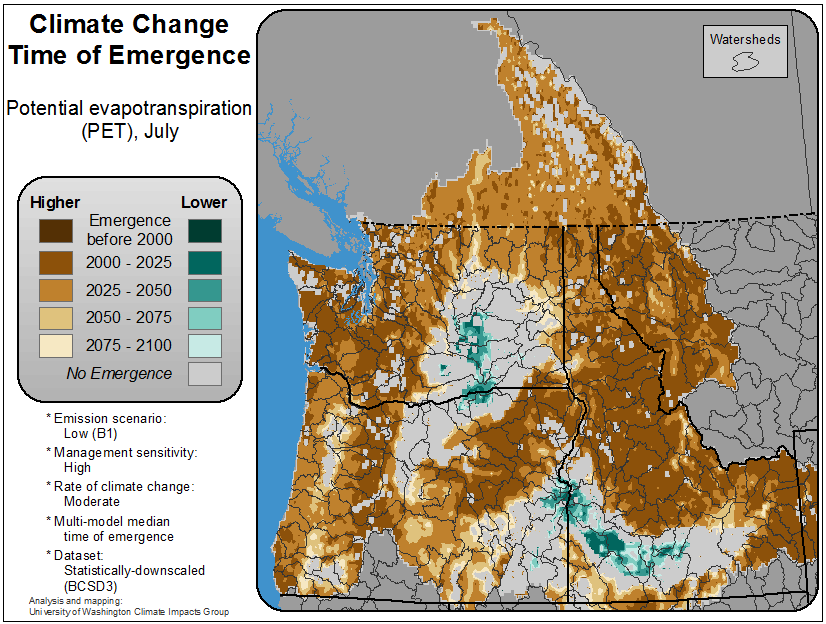 Climate Change
Time of Emergence
Potential evapotranspiration
(PET), July
Higher
Lower
Emergence
before 2000
2000 - 2025
2025 - 2050
2050 - 2075
2075 - 2100
No Emergence
* Emission scenario:
Low (B1)
* Management sensitivity:
High
* Rate of climate change:
Moderate
* Multi-model median
time of emergence
* Dataset:
Statistically-downscaled
(BCSD3)
Analysis and mapping:
University of Washington Climate Impacts Group
Watersheds